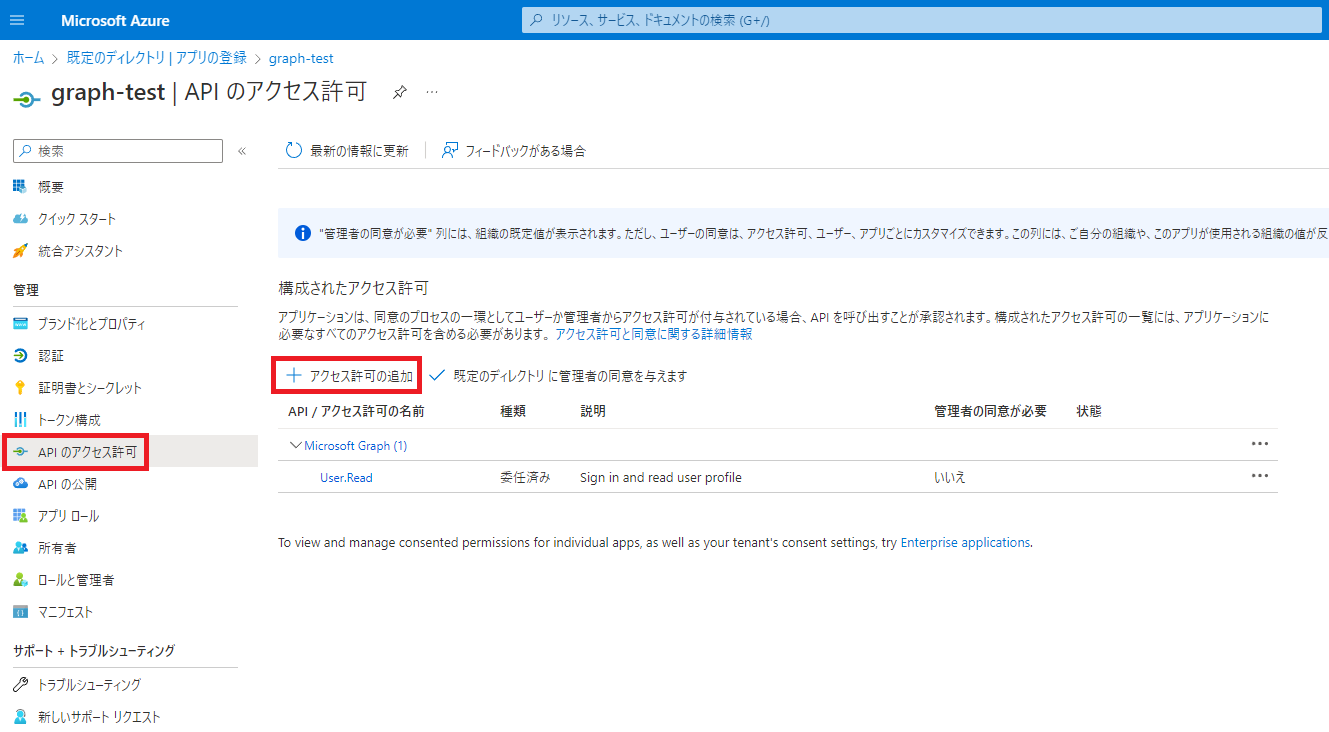 Microsoft Azure
リソース、サービス、ドキュメントの検索 (G+/)
ホーム > 既定のディレクトリ | アプリの登録 > graph-test
graph-test | API のアクセス許可
検索
«
最新の情報に更新
フィードバックがある場合
概要
クイック スタート
統合アシスタント
管理
ブランド化とプロパティ
認証
証明書とシークレット
トークン構成
API のアクセス許可
API の公開
アプリ ロール
所有者
ロールと管理者
マニフェスト
サポート + トラブルシューティング
トラブルシューティング
新しいサポート リクエスト
"管理者の同意が必要" 列には、組織の既定値が表示されます。ただし、ユーザーの同意は、アクセス許可、ユーザー、アプリごとにカスタマイズできます。この列には、ご自分の組織や、このアプリが使用される組織の値が反
構成されたアクセス許可
アプリケーションは、同意のプロセスの一環としてユーザーか管理者からアクセス許可が付与されている場合、API を呼び出すことが承認されます。構成されたアクセス許可の一覧には、アプリケーションに
必要なすべてのアクセス許可を含める必要があります。 アクセス許可と同意に関する詳細情報
アクセス許可の追加
既定のディレクトリ に管理者の同意を与えます
API / アクセス許可の名前 種類 説明 管理者の同意が必要 状態
Microsoft Graph (1)
User.Read 委任済み Sign in and read user profile いいえ
To view and manage consented permissions for individual apps, as well as your tenant's consent settings, try Enterprise applications.